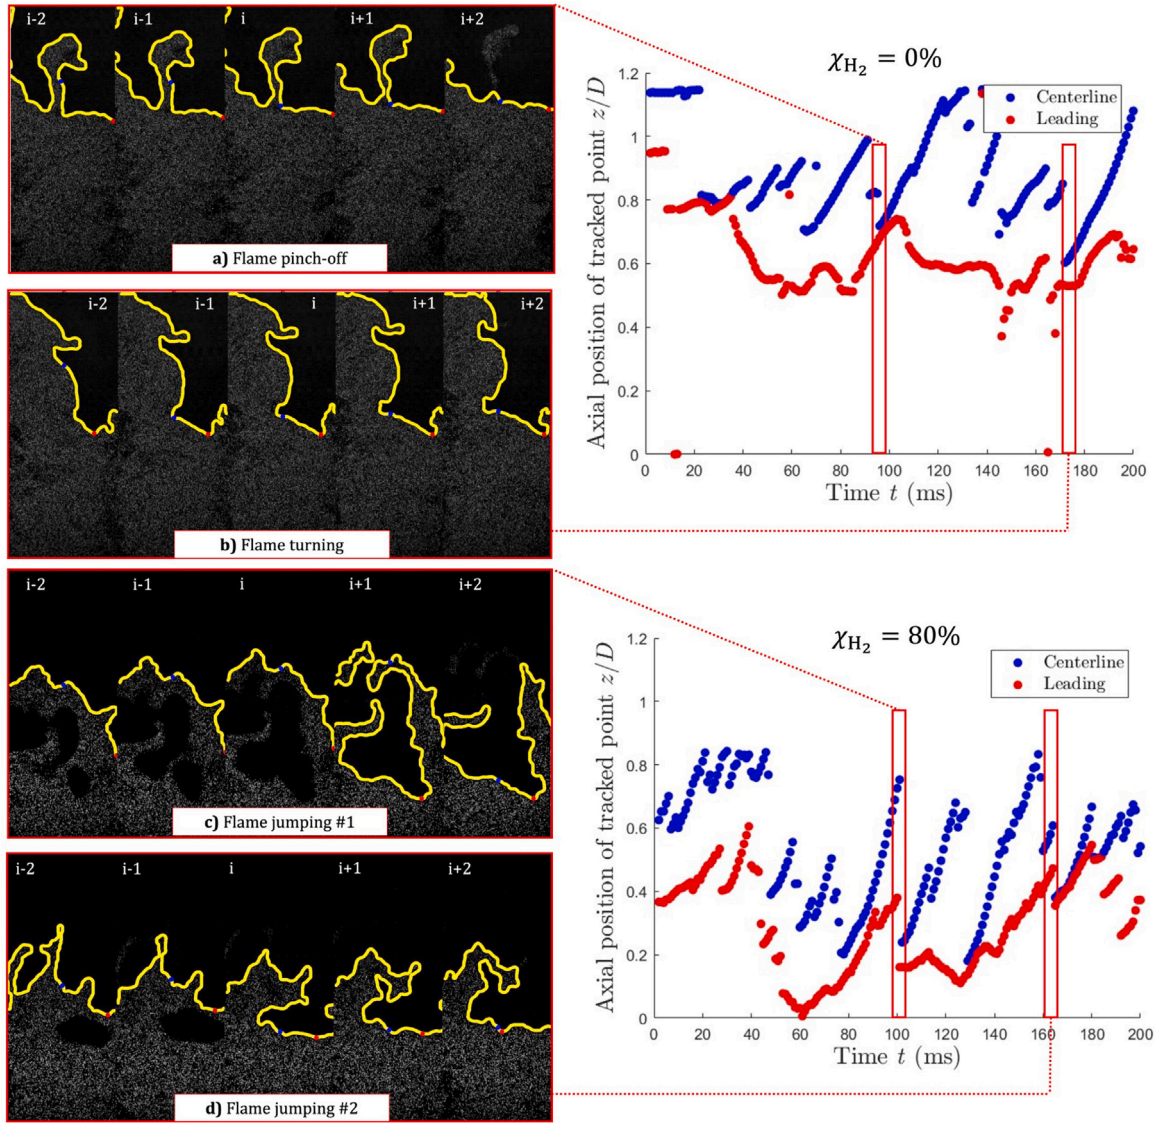 i-2 i-1 i i+1 i+2
a) Flame pinch-off
i-2 i-1 i i+1 i+2
b) Flame turning
χH₂ = 0%
Axial position of tracked point z/D
1.2
1
0.8
0.6
0.4
0.2
0
Centerline
Leading
0 20 40 60 80 100 120 140 160 180 200
Time t (ms)
i-2 i-1 i i+1 i+2
c) Flame jumping #1
i-2 i-1 i i+1 i+2
d) Flame jumping #2
χH₂ = 80%
Axial position of tracked point z/D
1.2
1
0.8
0.6
0.4
0.2
0
Centerline
Leading
0 20 40 60 80 100 120 140 160 180 200
Time t (ms)